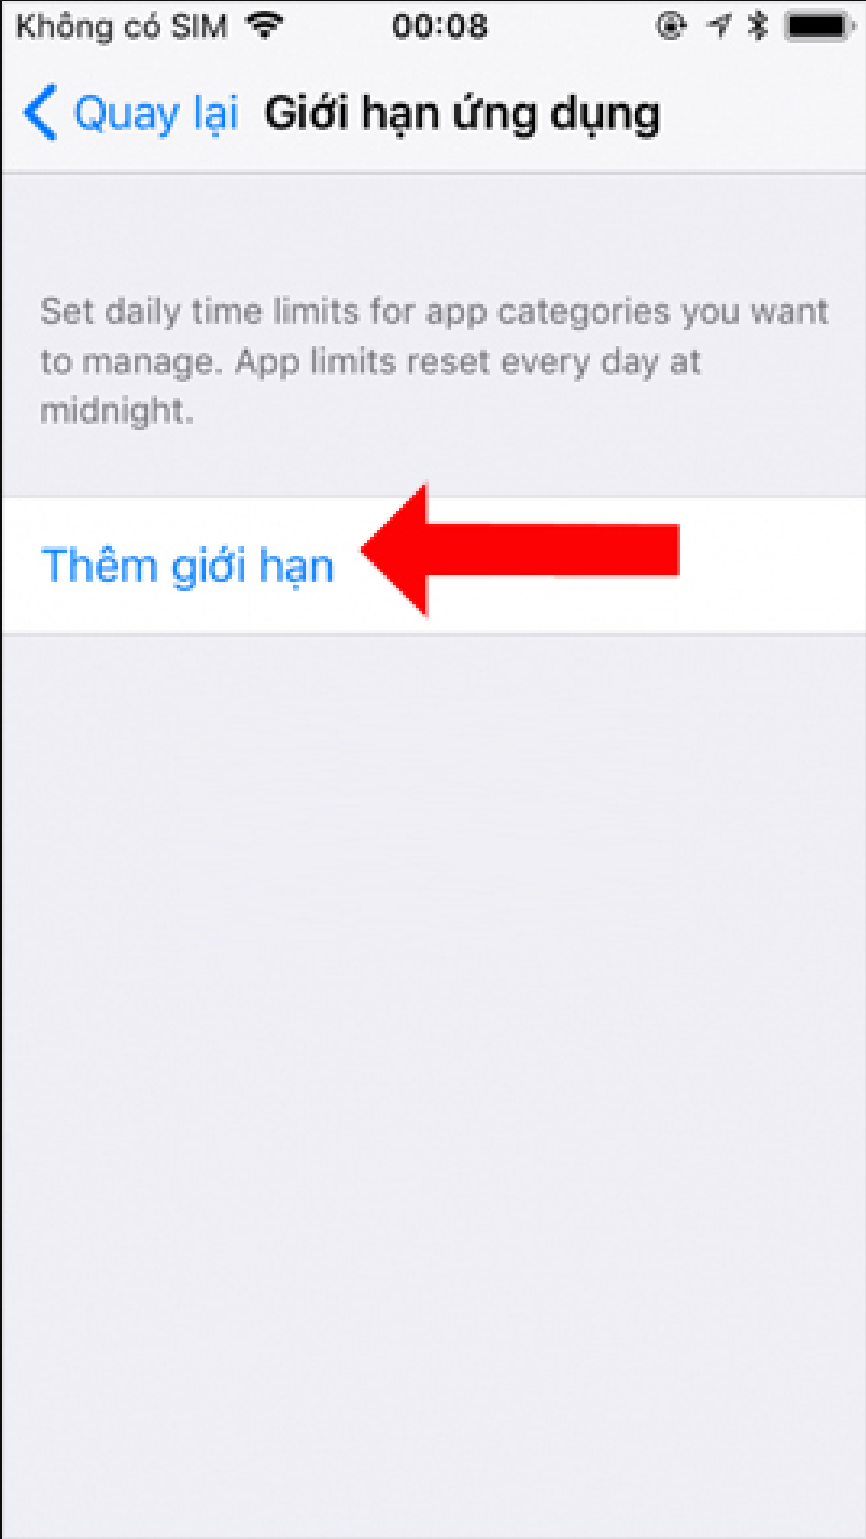 Không có SIM 00:08
Quay lại Giới hạn ứng dụng
Set daily time limits for app categories you want
to manage. App limits reset every day at
midnight.
Thêm giới hạn